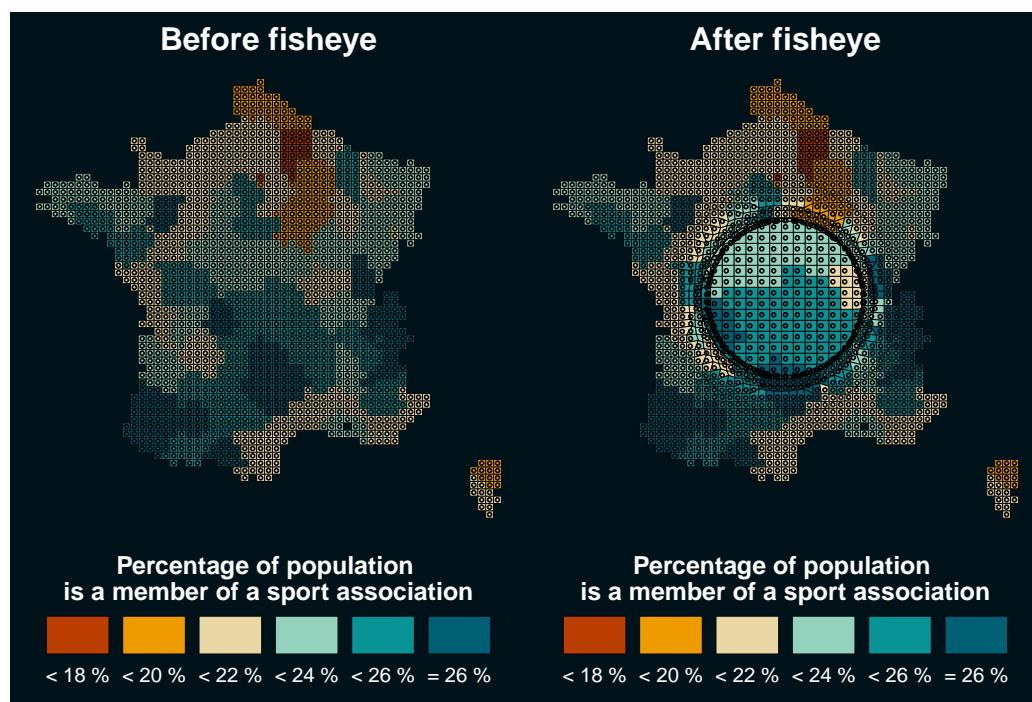 Before fisheye
After fisheye
Percentage of population
is a member of a sport association
< 18 % < 20 % < 22 % < 24 % < 26 % = 26 %
Percentage of population
is a member of a sport association
< 18 % < 20 % < 22 % < 24 % < 26 % = 26 %